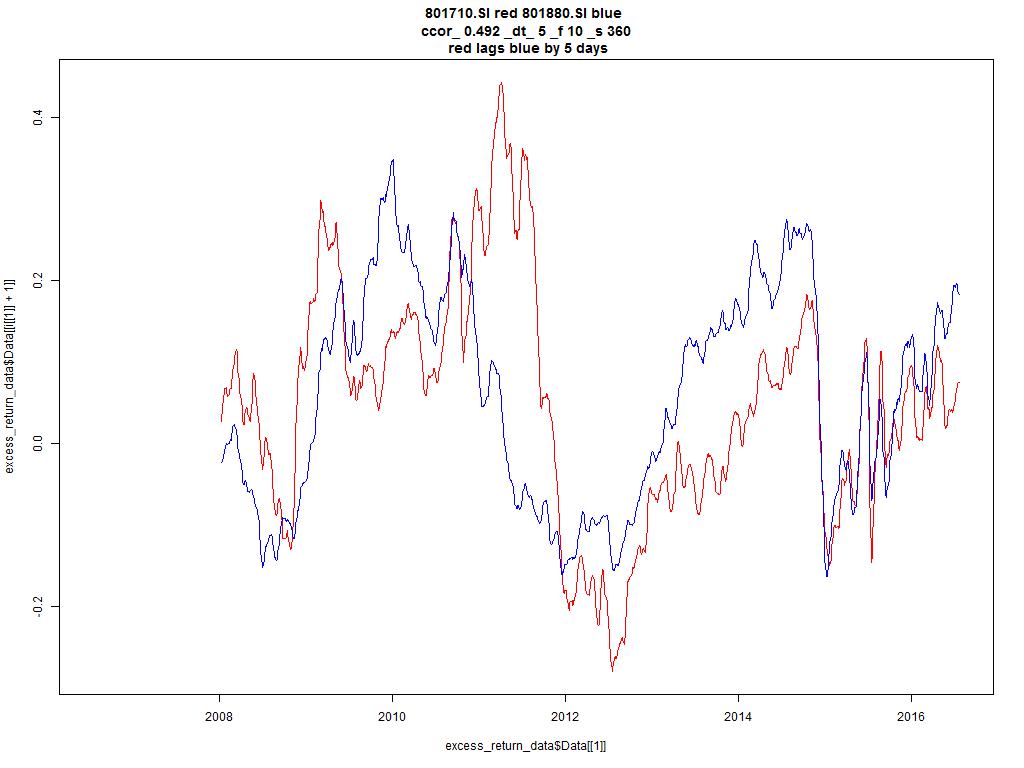 801710.SI red 801880.SI blue
ccor_ 0.492 _dt_ 5 _f 10 _s 360
red lags blue by 5 days
0.4
0.2
0.0
-0.2
excess_return_data$Data[[i[1]] + 1]]
2008 2010 2012 2014 2016
excess_return_data$Data[[1]]